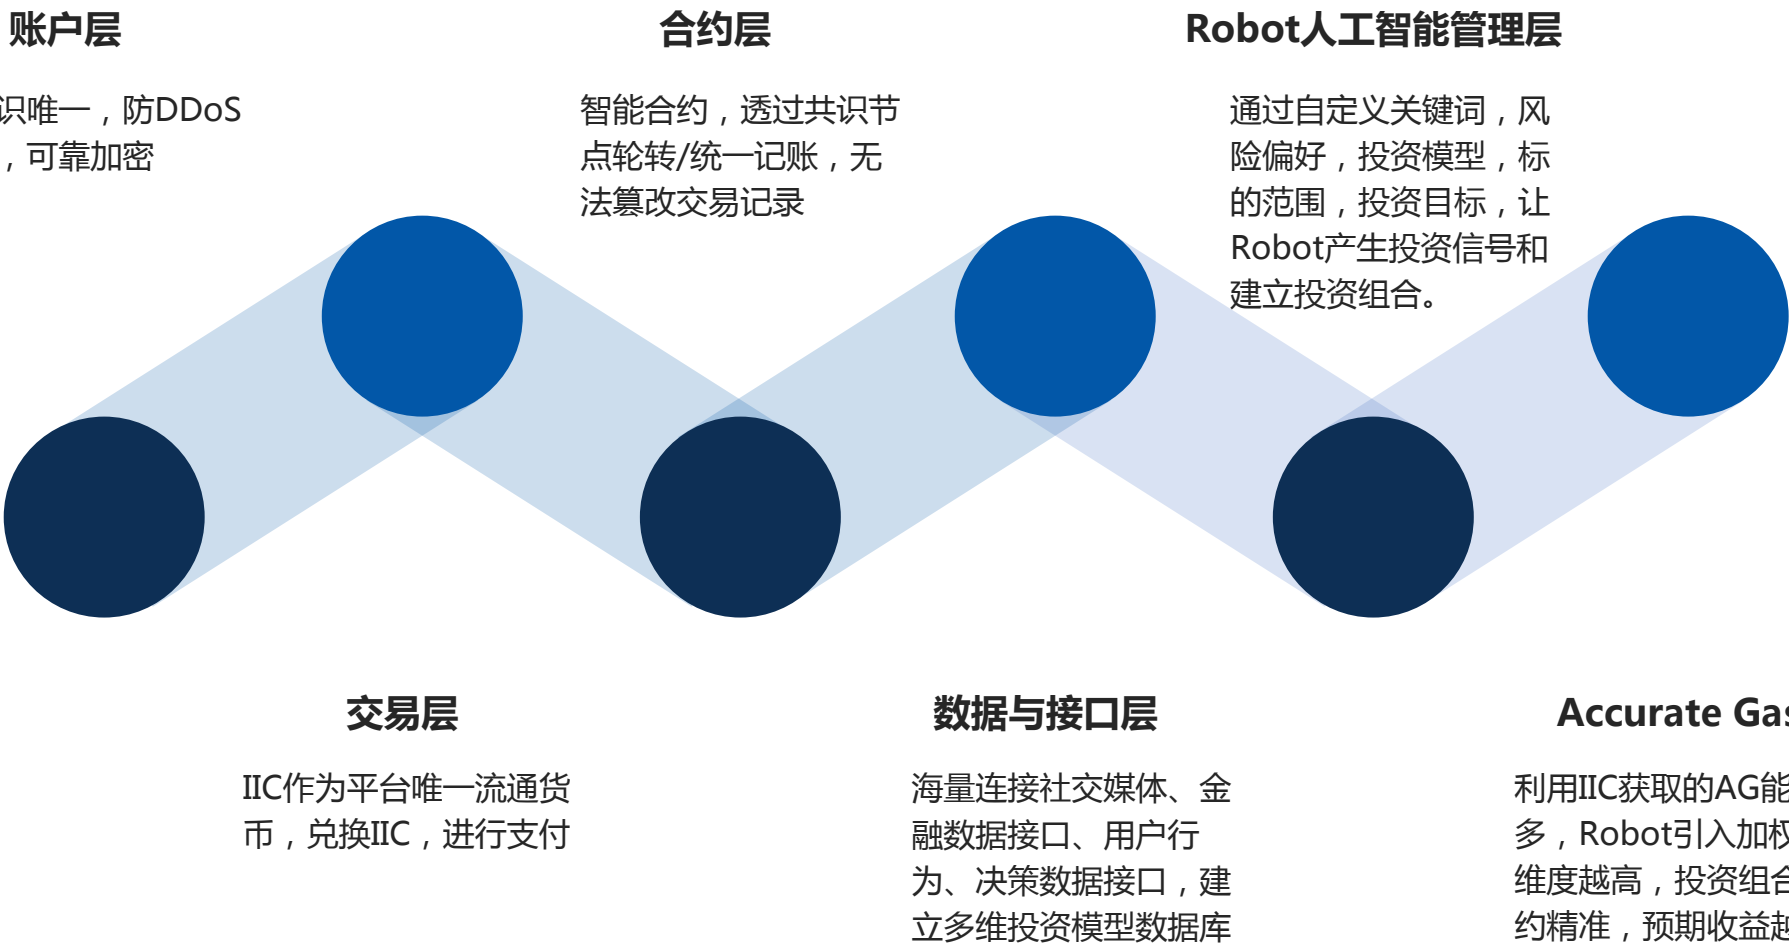 账户层
识唯一，防DDoS
，可靠加密
合约层
智能合约，透过共识节
点轮转/统一记账，无
法篡改交易记录
Robot人工智能管理层
通过自定义关键词，风
险偏好，投资模型，标
的范围，投资目标，让
Robot产生投资信号和
建立投资组合。
交易层
IIC作为平台唯一流通货
币，兑换IIC，进行支付
数据与接口层
海量连接社交媒体、金
融数据接口、用户行
为、决策数据接口，建
立多维投资模型数据库
Accurate Gas
利用IIC获取的AG能
多，Robot引入加权
维度越高，投资组合
约精准，预期收益越